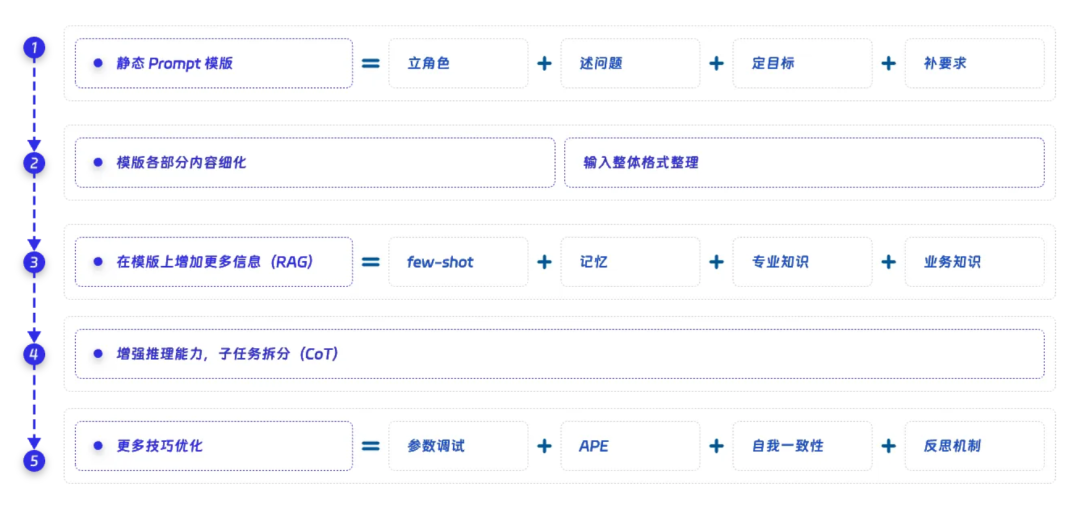 1 静态 Prompt 模版 = 立角色 + 述问题 + 定目标 + 补要求
2 模版各部分内容细化 输入整体格式整理
3 在模版上增加更多信息（RAG） = few-shot + 记忆 + 专业知识 + 业务知识
4 增强推理能力，子任务拆分（CoT）
5 更多技巧优化 = 参数调试 + APE + 自我一致性 + 反思机制